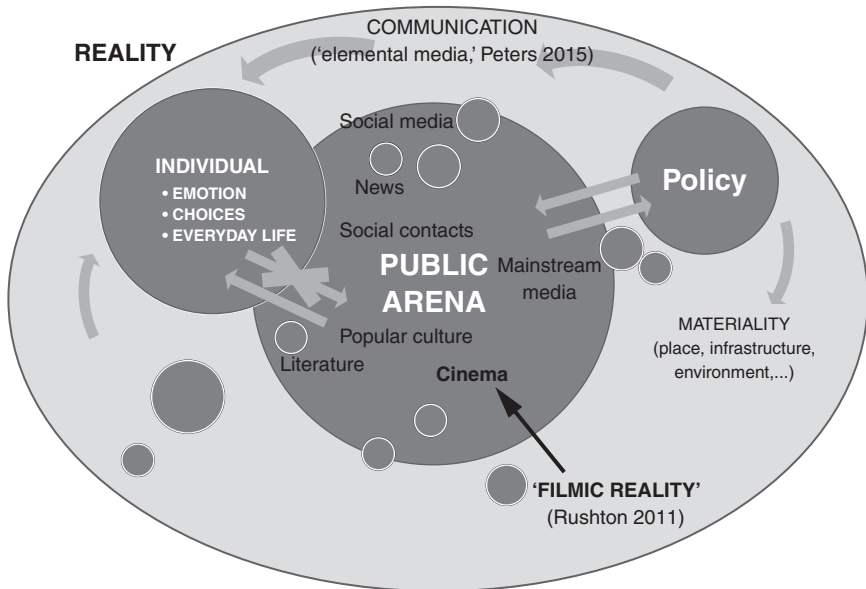 COMMUNICATION
(‘elemental media,’ Peters 2015)
REALITY
Social media
INDIVIDUAL
• EMOTION
• CHOICES
• EVERYDAY LIFE
News
Policy
Social contacts
PUBLIC
ARENA
Mainstream
media
MATERIALITY
(place, infrastructure,
environment,...)
Popular culture
Literature
Cinema
‘FILMIC REALITY’
(Rushton 2011)